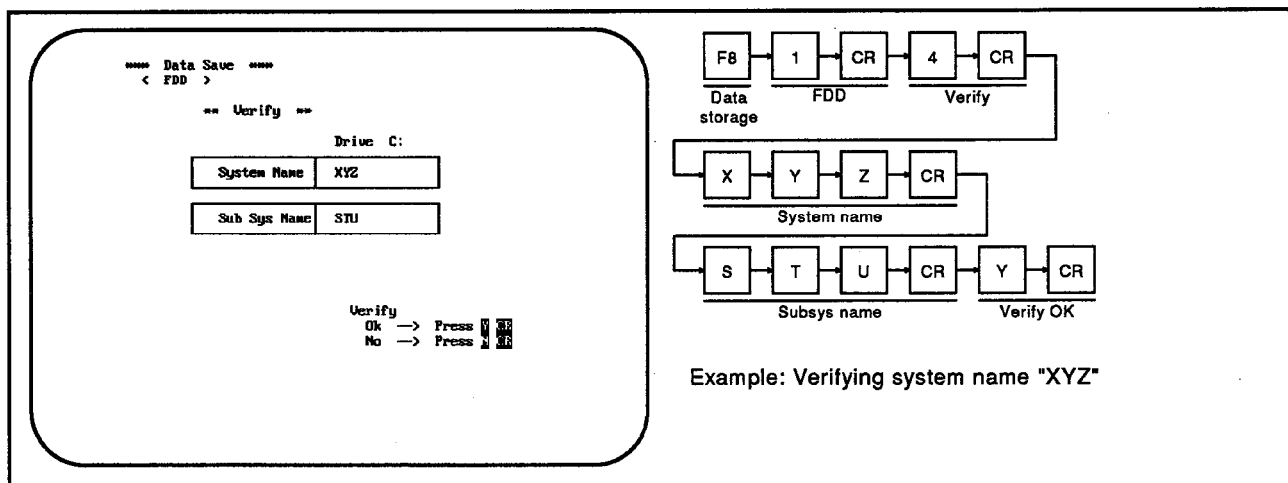 **** Data Save ****
< FDD >
** Verify **
Drive C:
System Name XYZ
Sub Sys Name STU
Verify
Ok —> Press Y CR
No —> Press N CR
F8 1 CR 4 CR
Data storage FDD Verify
X Y Z CR
System name
S T U CR Y CR
Subsys name Verify OK
Example: Verifying system name "XYZ"